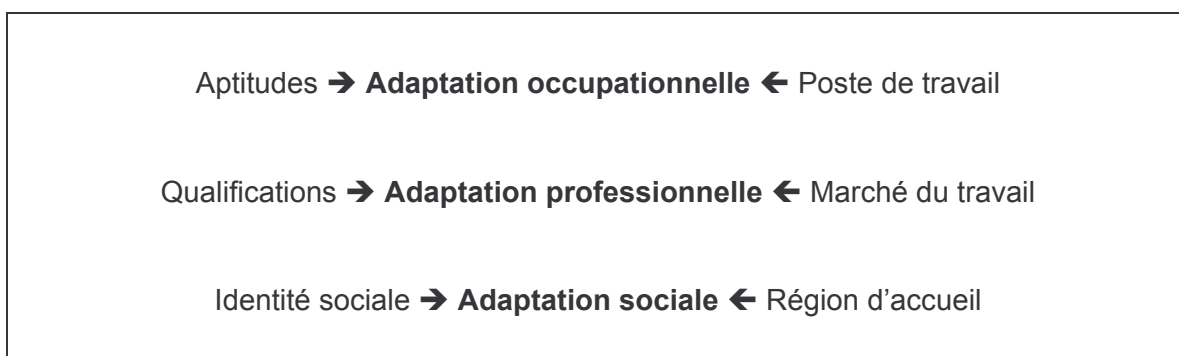 Aptitudes ➔ Adaptation occupationnelle 🡸 Poste de travail
Qualifications ➔ Adaptation professionnelle 🡸 Marché du travail
Identité sociale ➔ Adaptation sociale 🡸 Région d’accueil